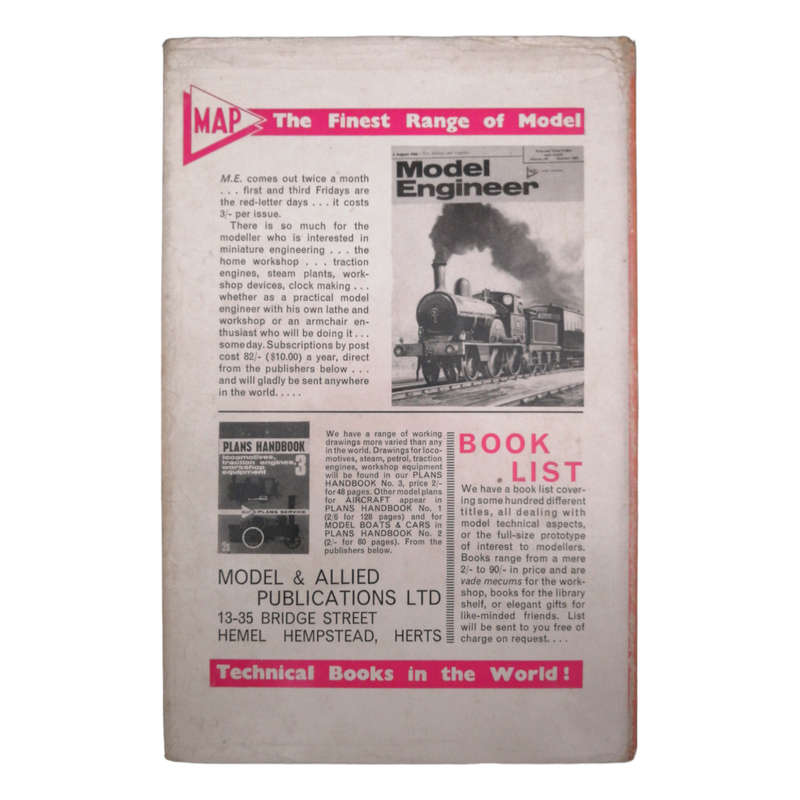 MAP
The Finest Range of Model
M.E. comes out twice a month
. . . first and third Fridays are
the red-letter days . . . it costs
3/- per issue.
There is so much for the
modeller who is interested in
miniature engineering . . . the
home workshop . . . traction
engines, steam plants, work-
shop devices, clock making . . .
whether as a practical model
engineer with his own lathe and
workshop or an armchair en-
thusiast who will be doing it . . .
some day. Subscriptions by post
cost 82/- ($10.00) a year, direct
from the publishers below . . .
and will gladly be sent anywhere
in the world. . . . .
Model
Engineer
PLANS HANDBOOK
locomotives,
traction engines,
workshop
equipment
3
PLANS SERVICE
We have a range of working
drawings more varied than any
in the world. Drawings for loco-
motives, steam, petrol, traction
engines, workshop equipment
will be found in our PLANS
HANDBOOK No. 3, price 2/-
for 48 pages. Other model plans
for AIRCRAFT appear in
PLANS HANDBOOK No. 1
(2/6 for 128 pages) and for
MODEL BOATS & CARS in
PLANS HANDBOOK No. 2
(2/- for 60 pages). From the
publishers below.
MODEL & ALLIED
PUBLICATIONS LTD
13-35 BRIDGE STREET
HEMEL HEMPSTEAD, HERTS
BOOK
LIST
We have a book list cover-
ing some hundred different
titles, all dealing with
model technical aspects,
or the full-size prototype
of interest to modellers.
Books range from a mere
2/- to 90/- in price and are
vade mecums for the work-
shop, books for the library
shelf, or elegant gifts for
like-minded friends. List
will be sent to you free of
charge on request. . . .
Technical Books in the World !